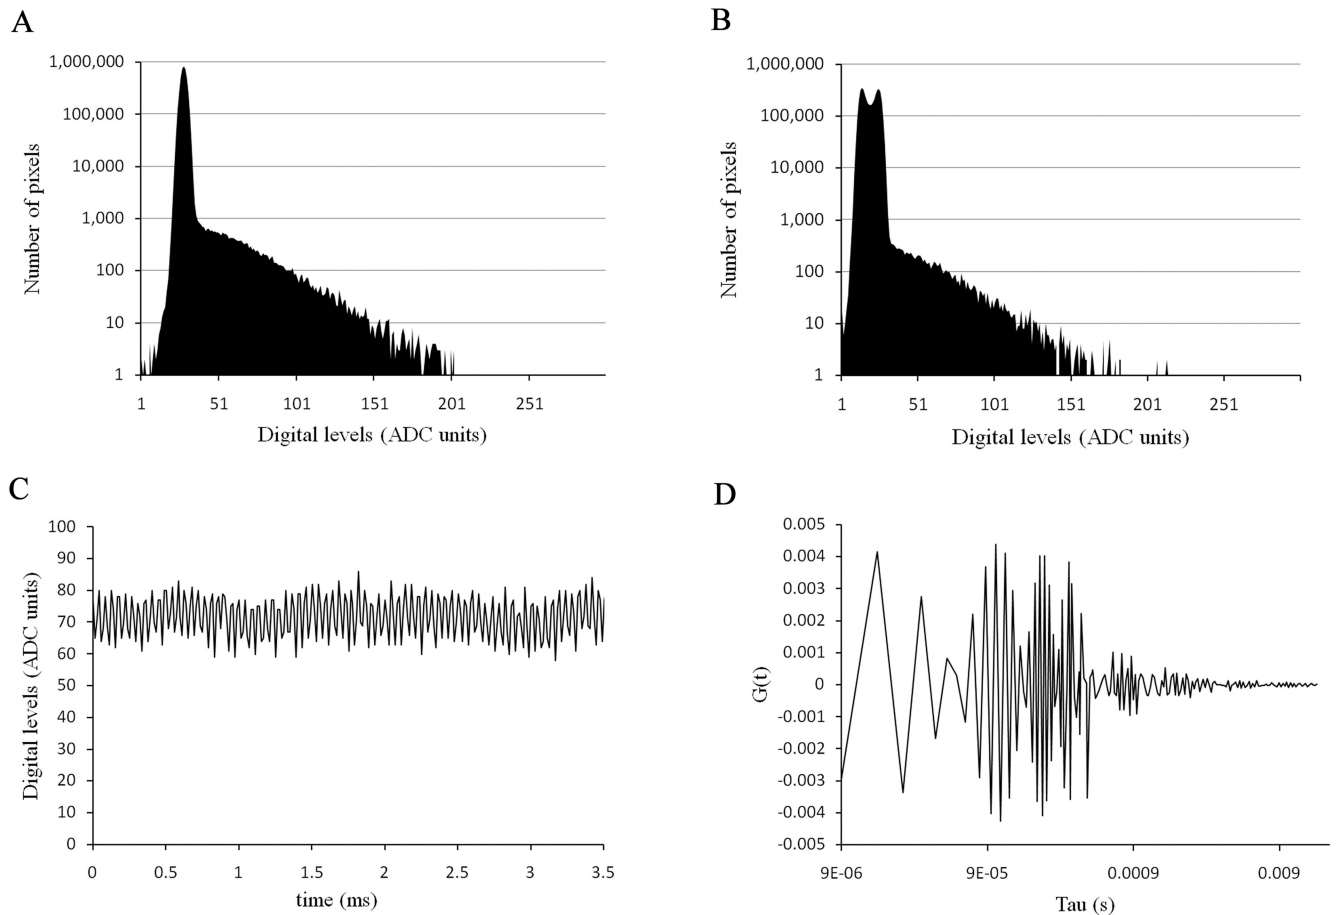 A
Number of pixels
1,000,000
100,000
10,000
1,000
100
10
1
1 51 101 151 201 251
Digital levels (ADC units)
B
Number of pixels
1,000,000
100,000
10,000
1,000
100
10
1
1 51 101 151 201 251
Digital levels (ADC units)
C
Digital levels (ADC units)
100
90
80
70
60
50
40
30
20
10
0
0 0.5 1 1.5 2 2.5 3 3.5
time (ms)
D
G(t)
0.005
0.004
0.003
0.002
0.001
0
-0.001
-0.002
-0.003
-0.004
-0.005
9E-06 9E-05 0.0009 0.009
Tau (s)